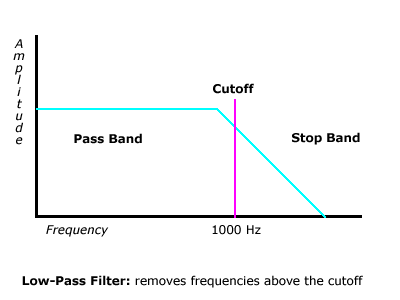 Amplitude
Cutoff
Pass Band
Stop Band
Frequency
1000 Hz
Low-Pass Filter: removes frequencies above the cutoff